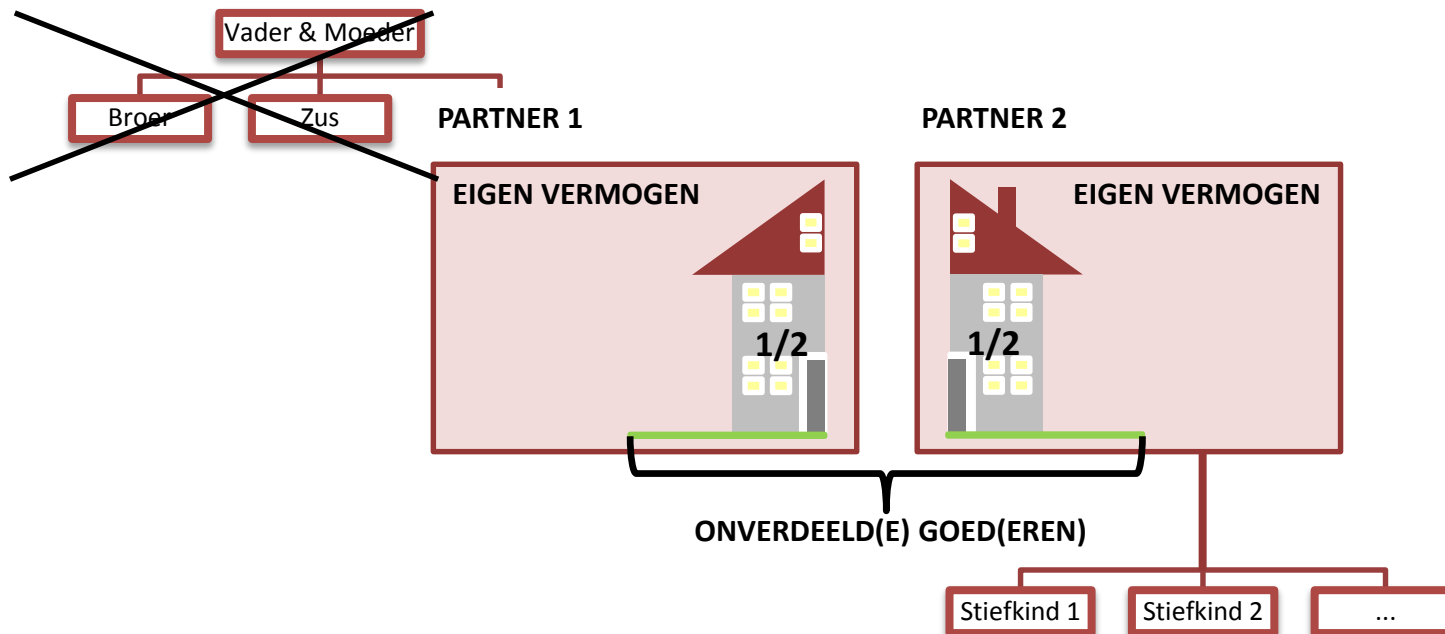 Vader & Moeder
Broer
Zus
PARTNER 1
PARTNER 2
EIGEN VERMOGEN
EIGEN VERMOGEN
1/2
1/2
ONVERDEELD(E) GOED(EREN)
Stiefkind 1
Stiefkind 2
...